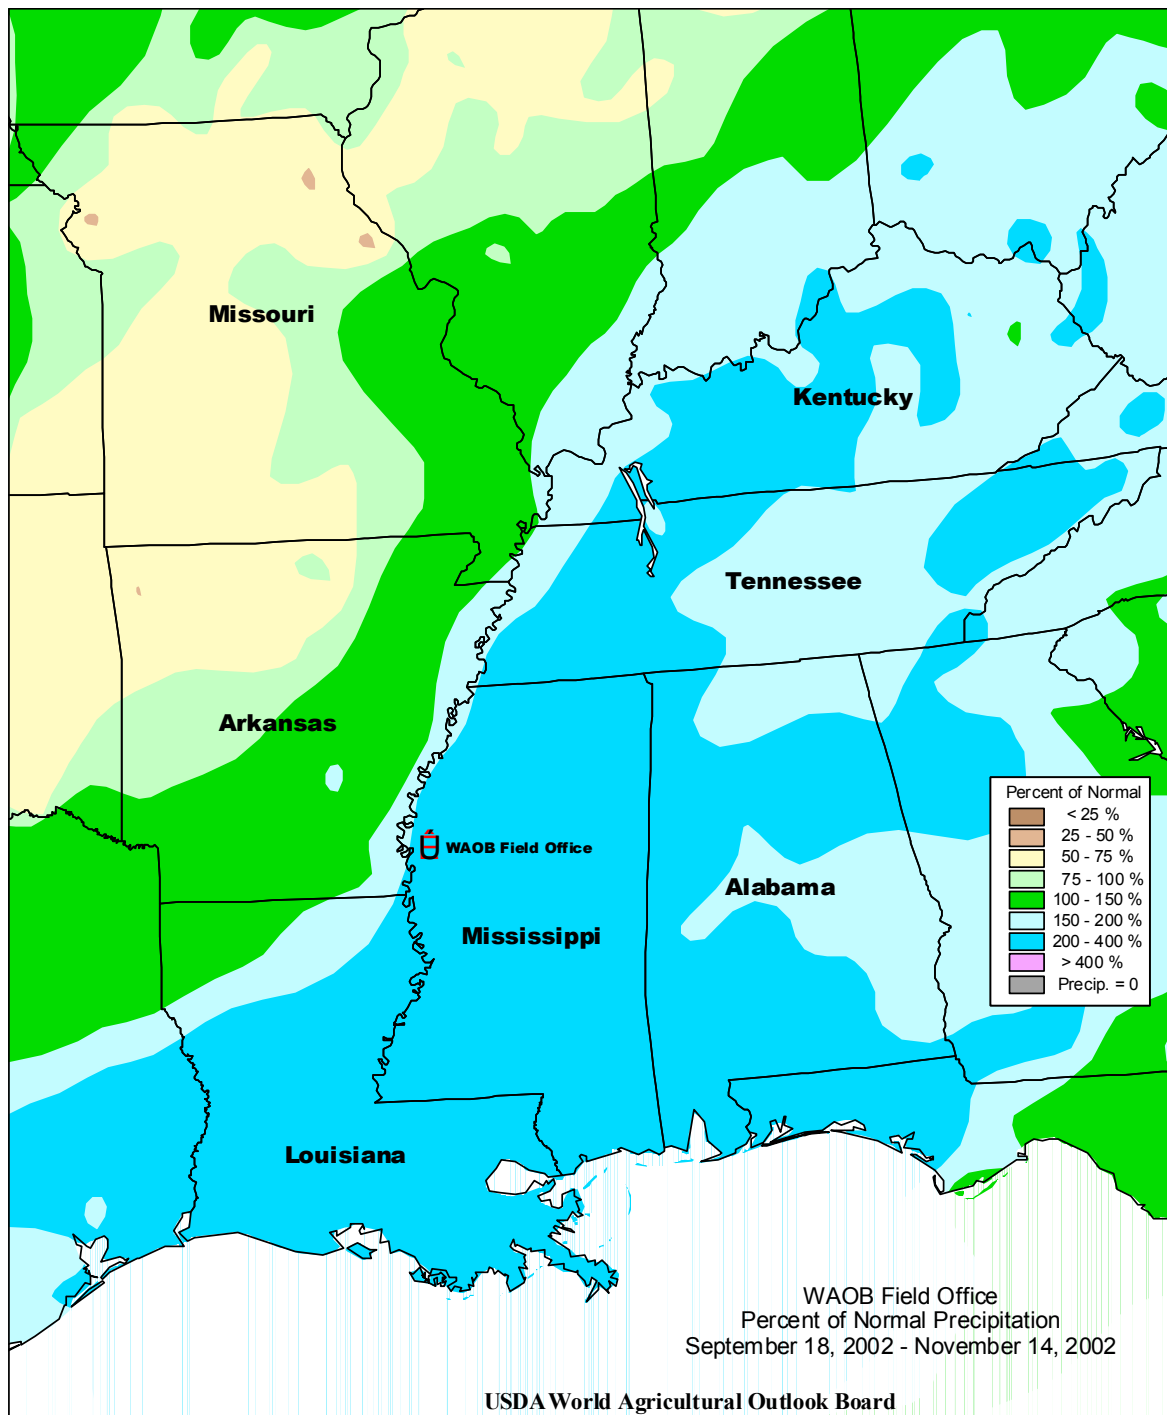 Missouri
Kentucky
Tennessee
Arkansas
Percent of Normal
< 25 %
25 - 50 %
50 - 75 %
75 - 100 %
100 - 150 %
150 - 200 %
200 - 400 %
> 400 %
Precip. = 0
WAOB Field Office
Alabama
Mississippi
Louisiana
WAOB Field Office
Percent of Normal Precipitation
September 18, 2002 - November 14, 2002
USDA World Agricultural Outlook Board